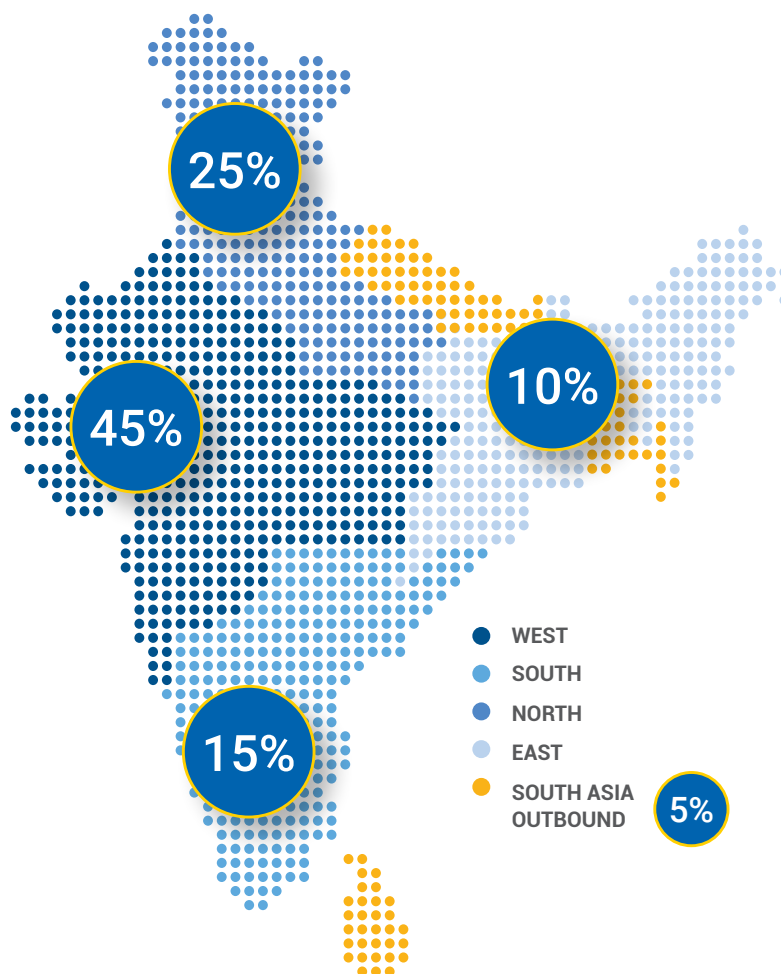 25%
10%
45%
15%
WEST
SOUTH
NORTH
EAST
SOUTH ASIA
OUTBOUND
5%